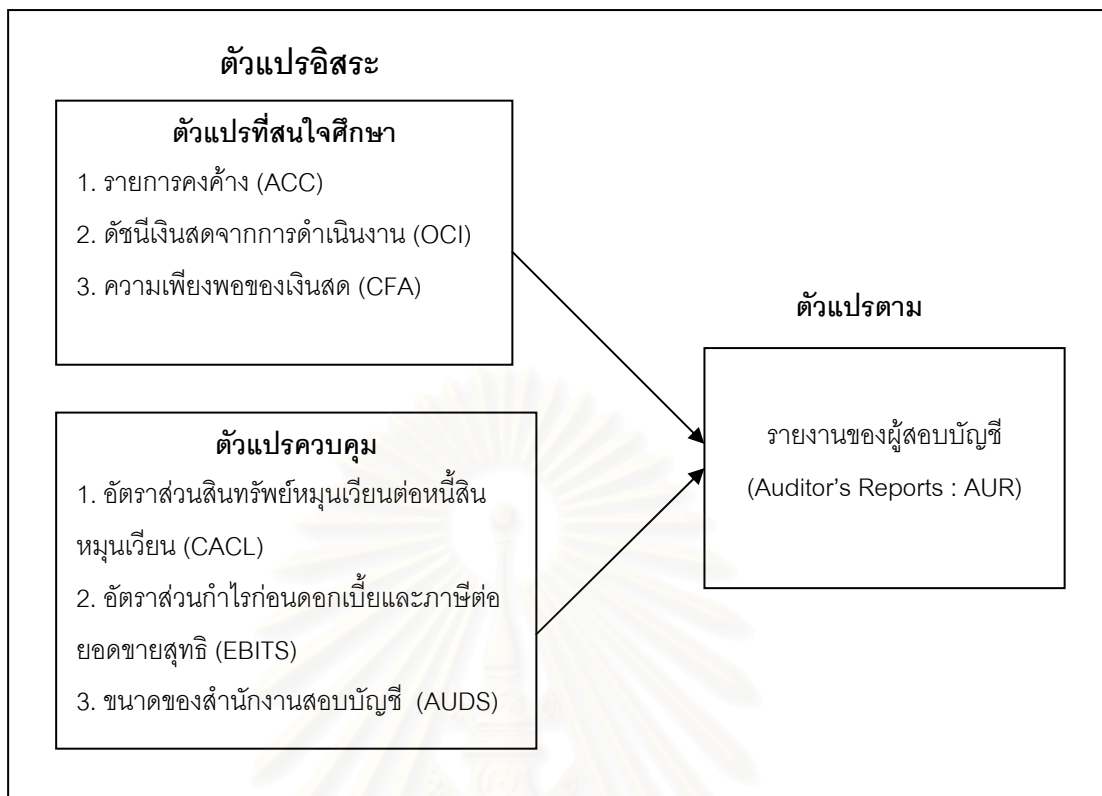 ตัวแปรอิสระ
ตัวแปรที่สนใจศึกษา
1. รายการคงค้าง (ACC)
2. ดัชนีเงินสดจากการดำเนินงาน (OCI)
3. ความเพียงพอของเงินสด (CFA)
ตัวแปรควบคุม
1. อัตราส่วนสินทรัพย์หมุนเวียนต่อหนี้สิน
หมุนเวียน (CACL)
2. อัตราส่วนกำไรก่อนดอกเบี้ยและภาษีต่อ
ยอดขายสุทธิ (EBITS)
3. ขนาดของสำนักงานสอบบัญชี (AUDS)
ตัวแปรตาม
รายงานของผู้สอบบัญชี
(Auditor's Reports : AUR)